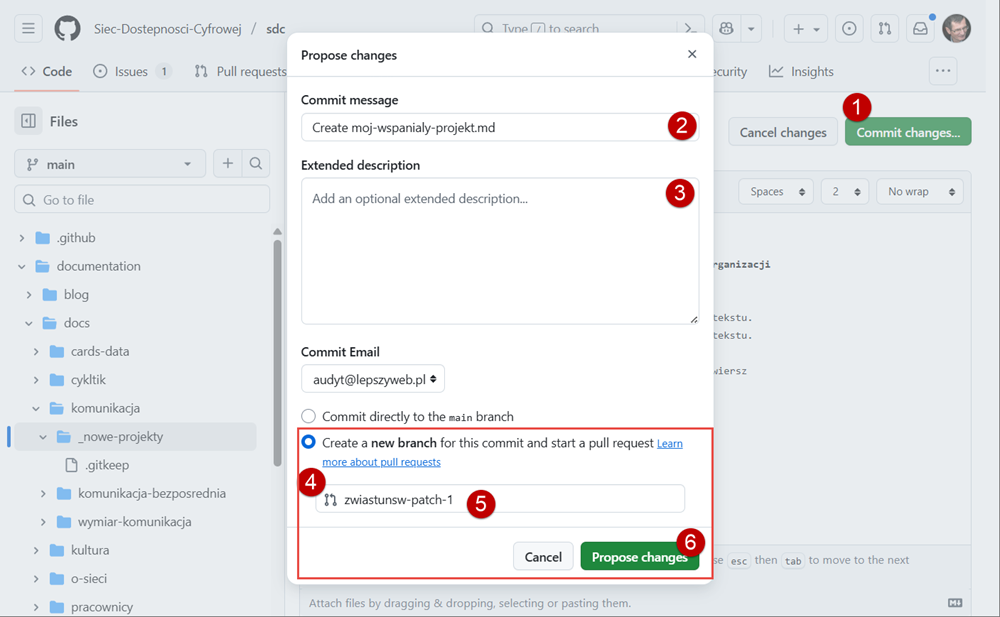 Siec-Dostepnosci-Cyfrowej / sdc
Type / to search
Code
Issues 1
Pull requests
ecurity
Insights
Files
main
Go to file
.github
documentation
blog
docs
cards-data
cykltik
komunikacja
_nowe-projekty
.gitkeep
komunikacja-bezposrednia
wymiar-komunikacja
kultura
o-sieci
pracownicy
1
Cancel changes
Commit changes...
Spaces
2
No wrap
rganizacji
tekstu.
tekstu.
wiersz
Propose changes
Commit message
Create moj-wspanialy-projekt.md
2
Extended description
3
Add an optional extended description...
Commit Email
audyt@lepszyweb.pl
Commit directly to the main branch
Create a new branch for this commit and start a pull request Learn
more about pull requests
4
zwiastunsw-patch-1
5
6
Cancel
Propose changes
se esc then tab to move to the next
Attach files by dragging & dropping, selecting or pasting them.